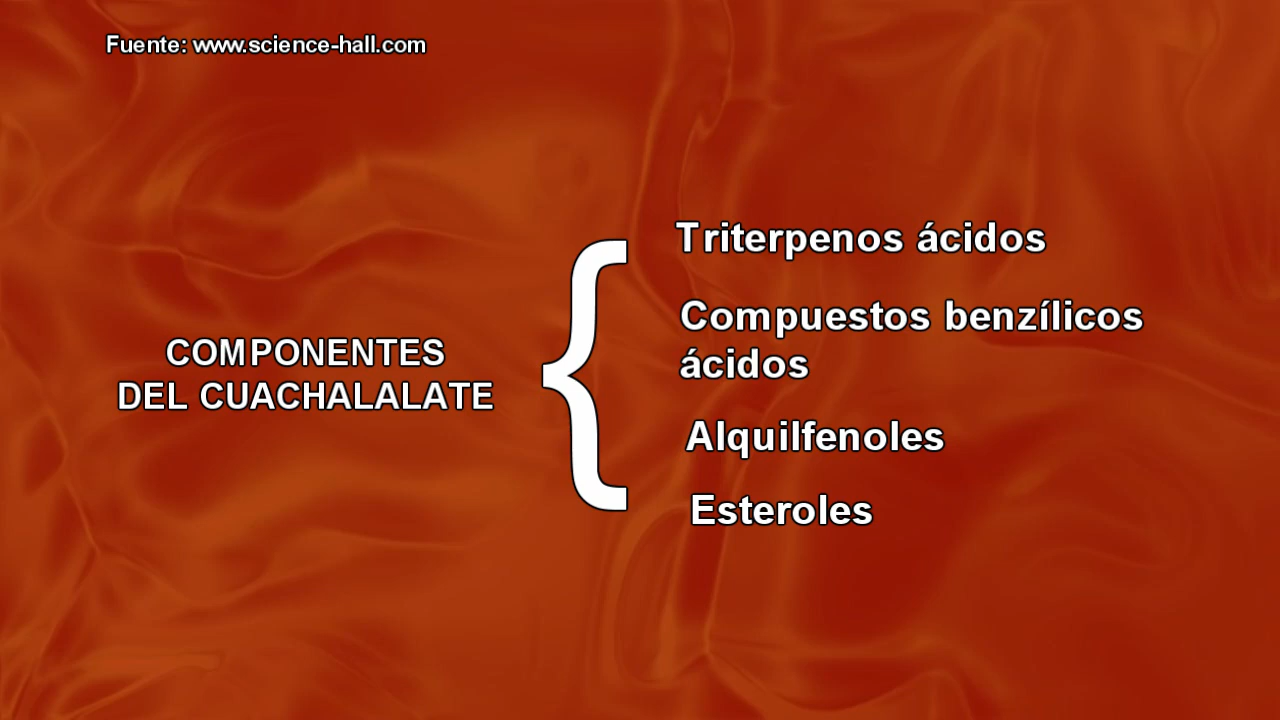 Fuente: www.science-hall.com
COMPONENTES
DEL CUACHALALATE
{
Triterpenos ácidos
Compuestos benzílicos
ácidos
Alquilfenoles
Esteroles